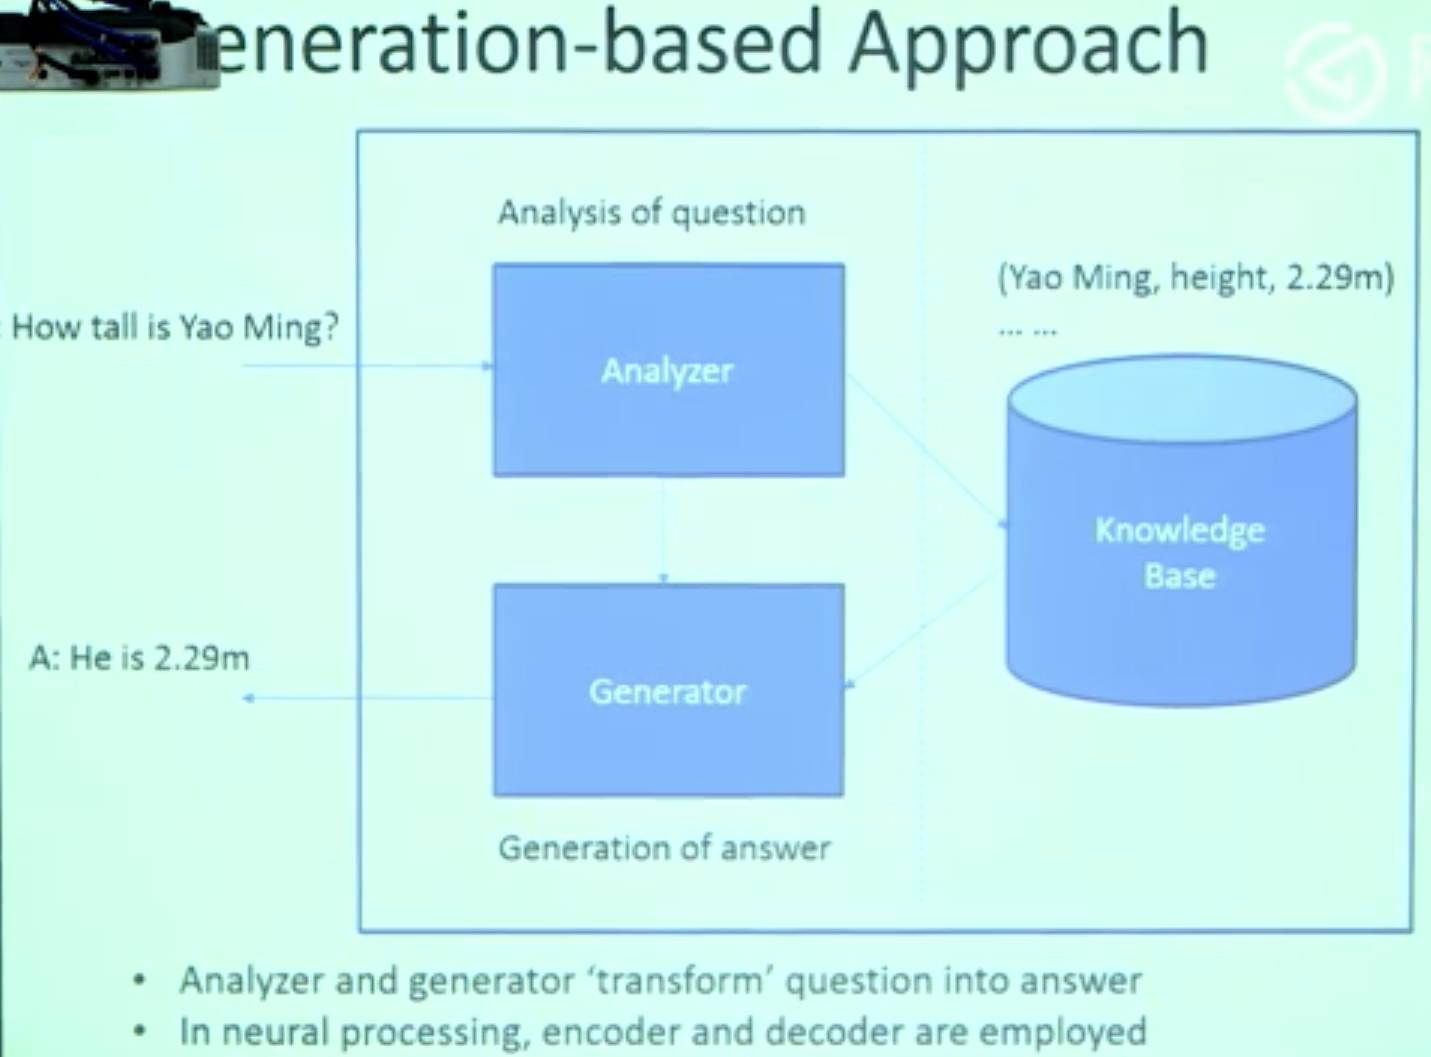 eneration-based Approach
Analysis of question
(Yao Ming, height, 2.29m)
... ...
: How tall is Yao Ming?
Analyzer
Knowledge
Base
A: He is 2.29m
Generator
Generation of answer
• Analyzer and generator ‘transform’ question into answer
• In neural processing, encoder and decoder are employed